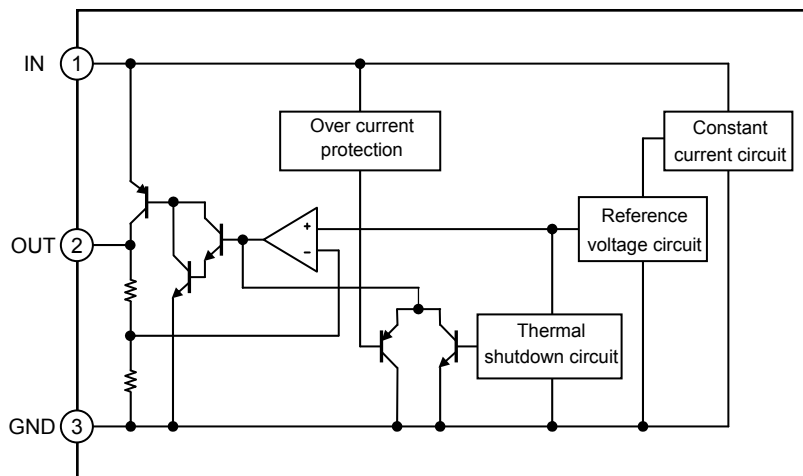 IN
1
Over current
protection
Constant
current circuit
Reference
voltage circuit
OUT
2
+
−
Thermal
shutdown circuit
GND
3